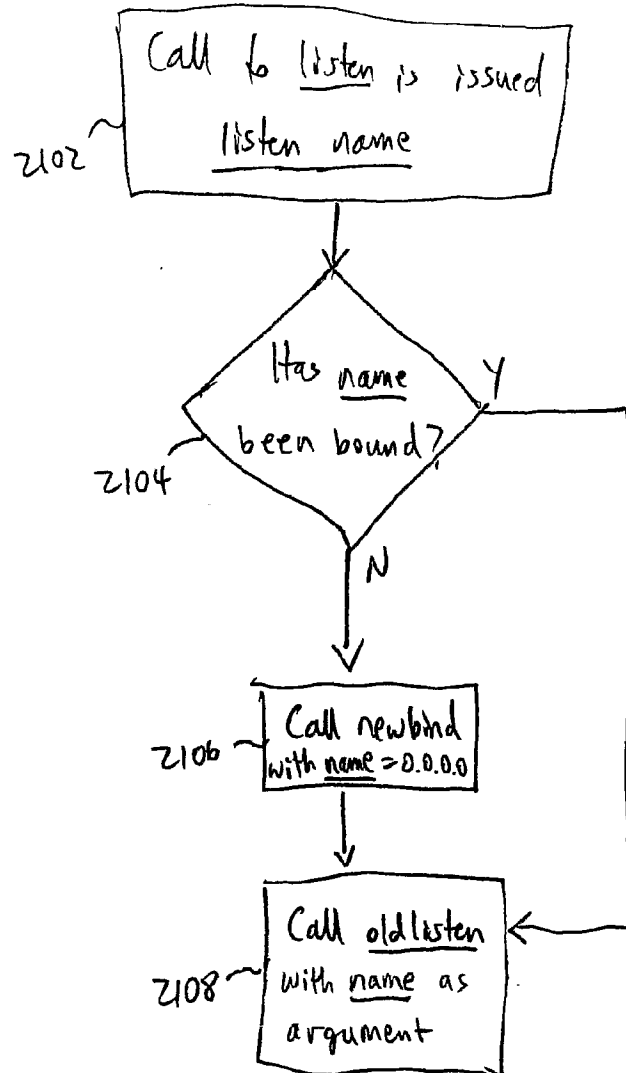 Call to listen is issued
listen name
2102
Has name
been bound?
Y
2104
N
Call newbind
with name = 0.0.0.0
2106
Call oldlisten
with name as
argument
2108